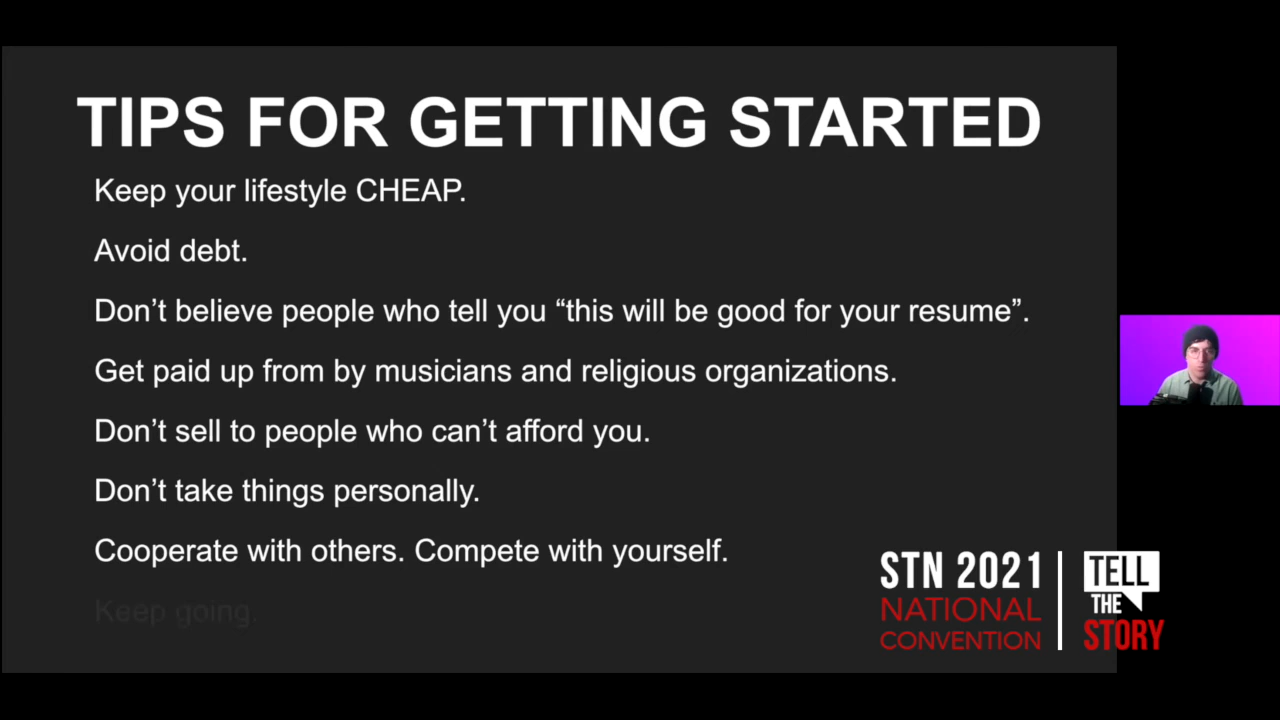 TIPS FOR GETTING STARTED
Keep your lifestyle CHEAP.
Avoid debt.
Don’t believe people who tell you “this will be good for your resume”.
Get paid up from by musicians and religious organizations.
Don’t sell to people who can’t afford you.
Don’t take things personally.
Cooperate with others. Compete with yourself.
Keep going.
STN 2021
NATIONAL
CONVENTION
TELL
THE
STORY